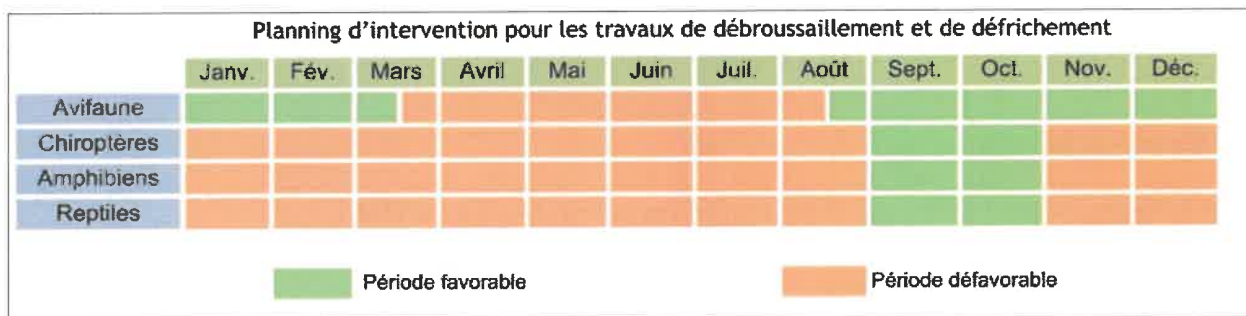 Planning d'intervention pour les travaux de débroussaillement et de défrichement
Janv. Fév. Mars Avril Mai Juin Juil. Août Sept. Oct. Nov. Déc.
Avifaune
Chiroptères
Amphibiens
Reptiles
Période favorable Période défavorable